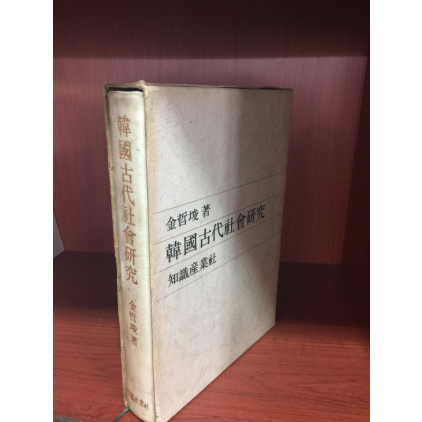 韓國古代社會研究
金哲埈著
金哲埈 著
韓國古代社會研究
知識産業社